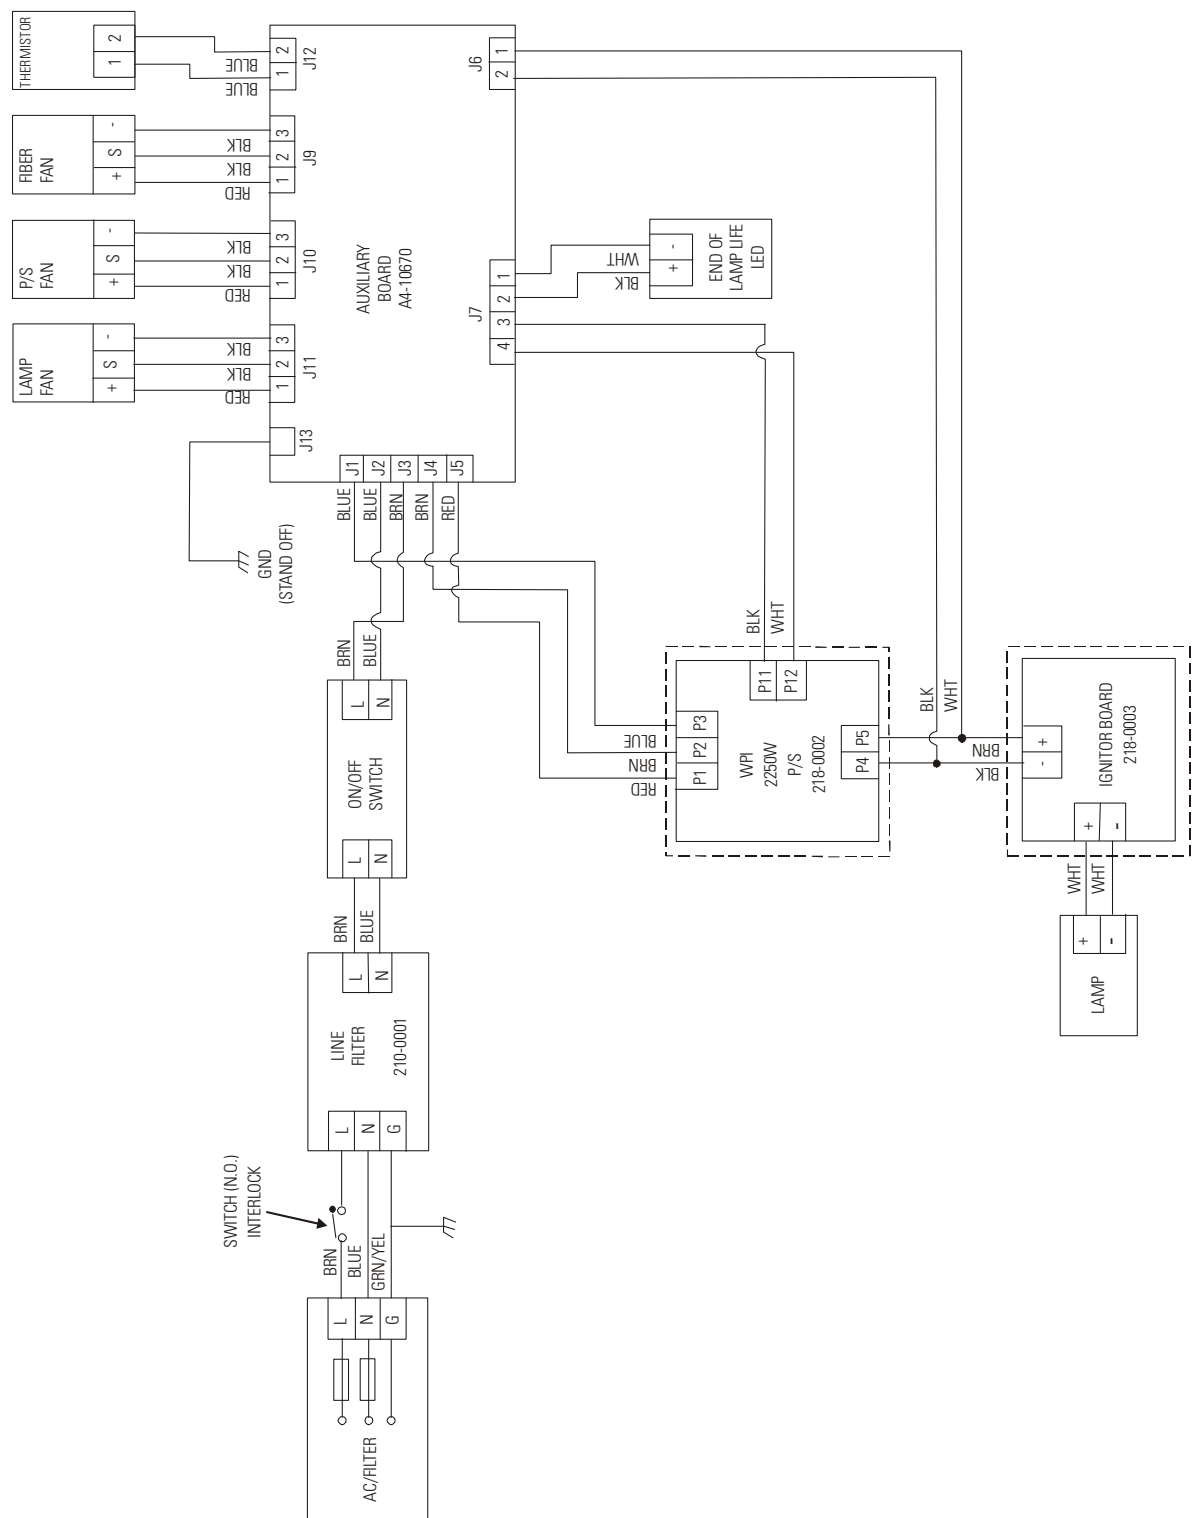 THERMISTOR
1 2
FIBER
FAN
+ S -
P/S
FAN
+ S -
LAMP
FAN
+ S -
BLUE
BLUE
1 2
J12
BLK
BLK
RED
1 2 3
J9
BLK
BLK
RED
1 2 3
J10
BLK
BLK
RED
1 2 3
J11
J13
AUXILIARY
BOARD
A4-10670
J6
2 1
J7
4 3 2 1
WHT
BLK
+ -
END OF
LAMP LIFE
LED
J1
J2
J3
J4
J5
BLUE
BLUE
BRN
BRN
RED
GND
(STAND OFF)
BRN
BLUE
L
N
ON/OFF
SWITCH
L
N
BRN
BLUE
L
N
LINE
FILTER
210-0001
L
N
G
SWITCH (N.O.)
INTERLOCK
BRN
BLUE
GRN/YEL
L
N
G
AC/FILTER
BLK
WHT
P11
P12
BLUE
BRN
RED
P1 P2 P3
WPI
2250W
P/S
218-0002
P4 P5
BLK
WHT
BRN
BLK
- +
IGNITOR BOARD
218-0003
+
-
WHT
WHT
+
-
LAMP